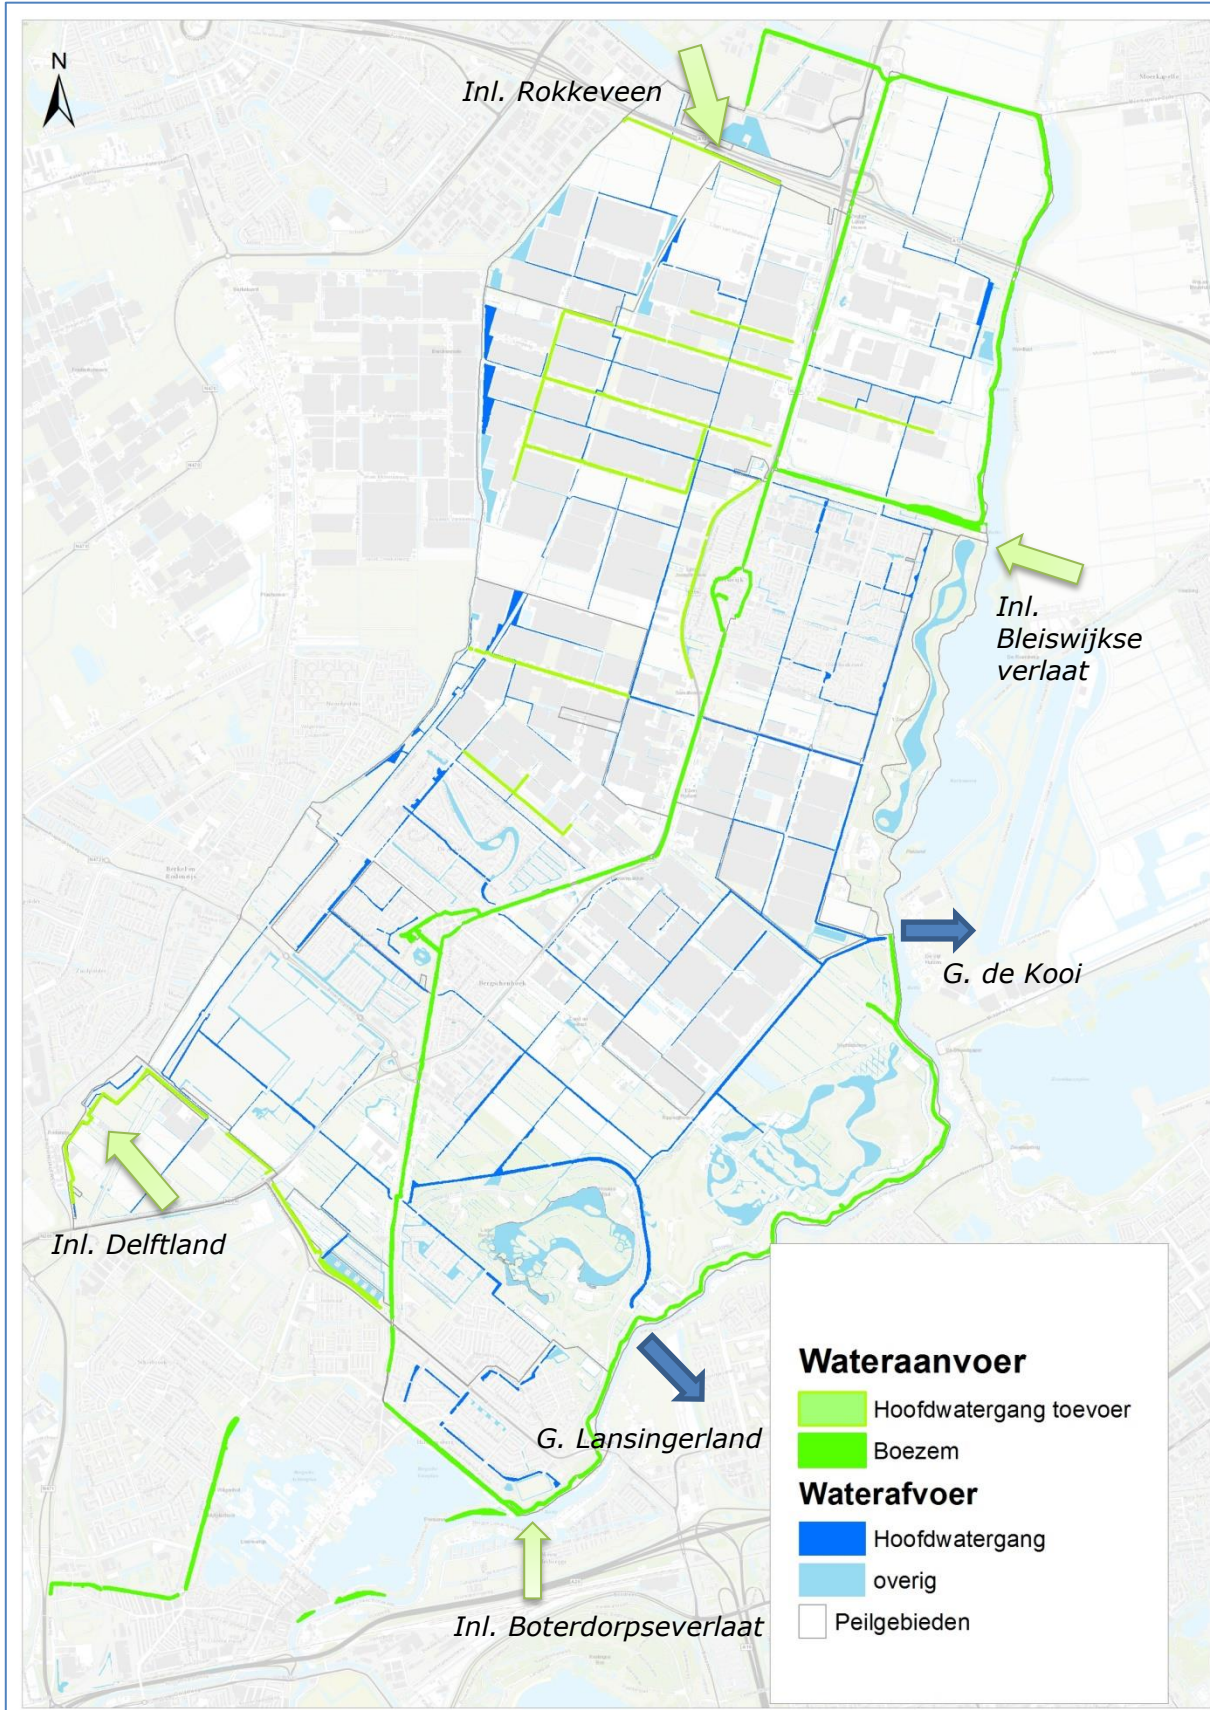 N
Inl. Rokkeveen
Inl.
Bleiswijkse
verlaat
G. de Kooi
Inl. Delftland
G. Lansingerland
Inl. Boterdorpseverlaat
Wateraanvoer
Hoofdwatergang toevoer
Boezem
Waterafvoer
Hoofdwatergang
overig
Peilgebieden